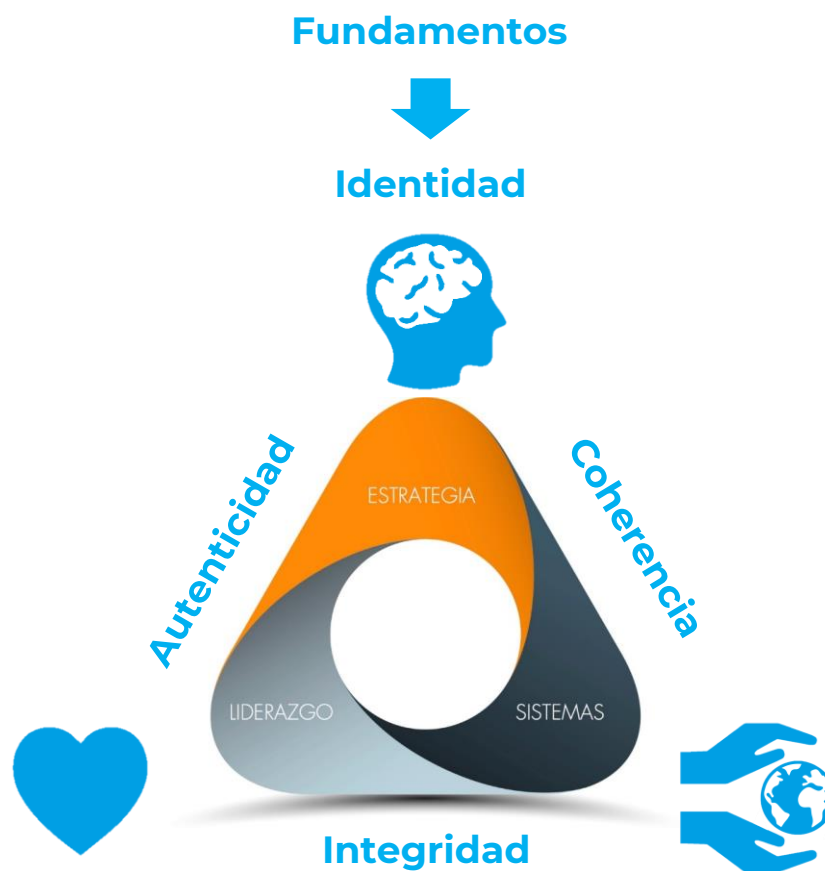 Fundamentos
Identidad
Autenticidad
Coherencia
ESTRATEGIA
LIDERAZGO
SISTEMAS
Integridad